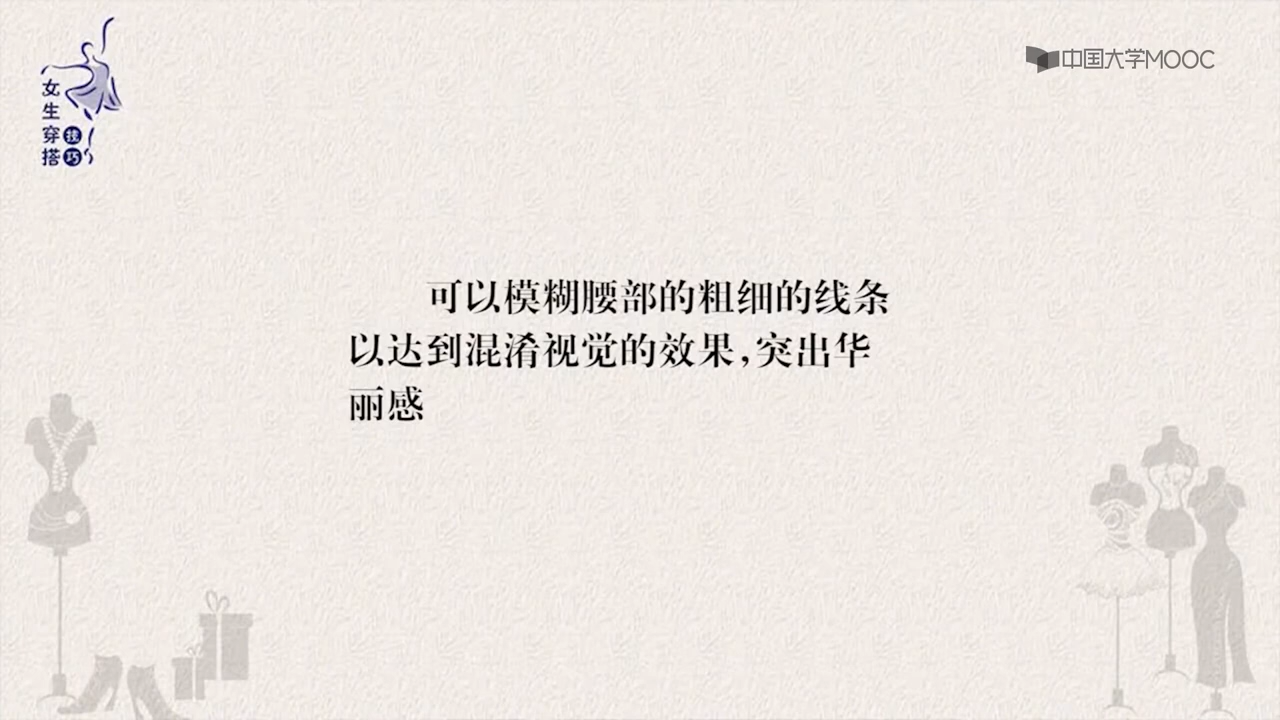 女生穿搭
技巧
中国大学MOOC
可以模糊腰部的粗细的线条
以达到混淆视觉的效果,突出华
丽感